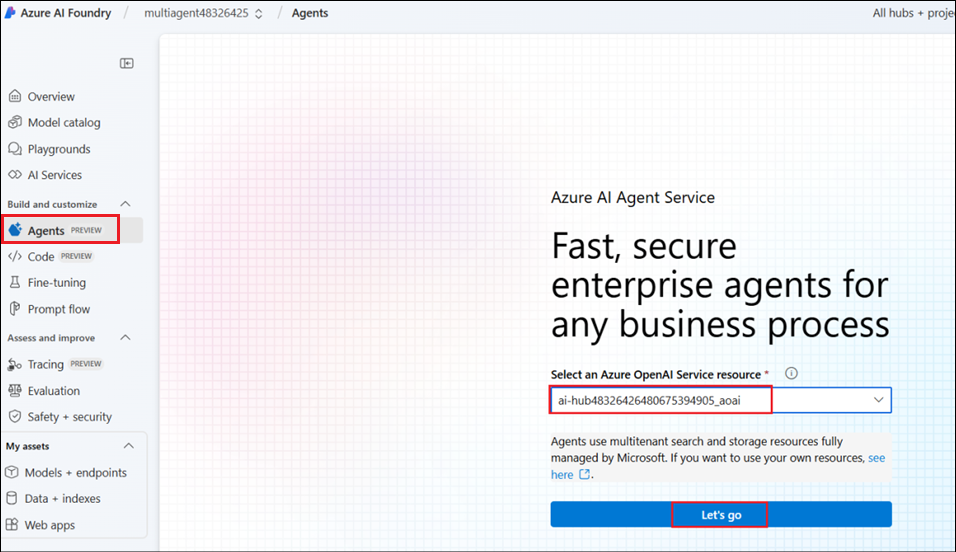 Azure AI Foundry / multiagent48326425 / Agents
All hubs + proje
Overview
Model catalog
Playgrounds
AI Services
Build and customize
Agents PREVIEW
Code PREVIEW
Fine-tuning
Prompt flow
Assess and improve
Tracing PREVIEW
Evaluation
Safety + security
My assets
Models + endpoints
Data + indexes
Web apps
Azure AI Agent Service
Fast, secure
enterprise agents for
any business process
Select an Azure OpenAI Service resource *
ai-hub48326426480675394905_aoai
Agents use multitenant search and storage resources fully
managed by Microsoft. If you want to use your own resources, see
here.
Let's go